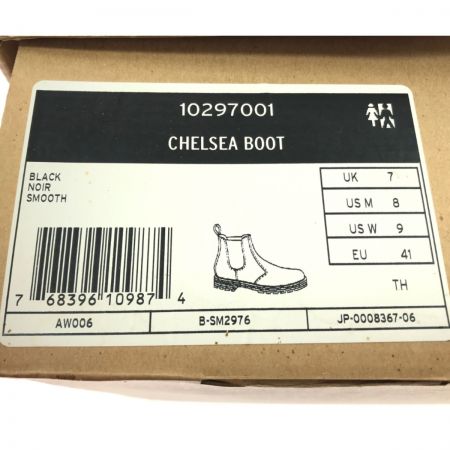 10297001
CHELSEA BOOT
BLACK
NOIR
SMOOTH
UK 7
US M 8
US W 9
EU 41
TH
7 68396 10987 4
AW006 B-SM2976 JP-0008367-06